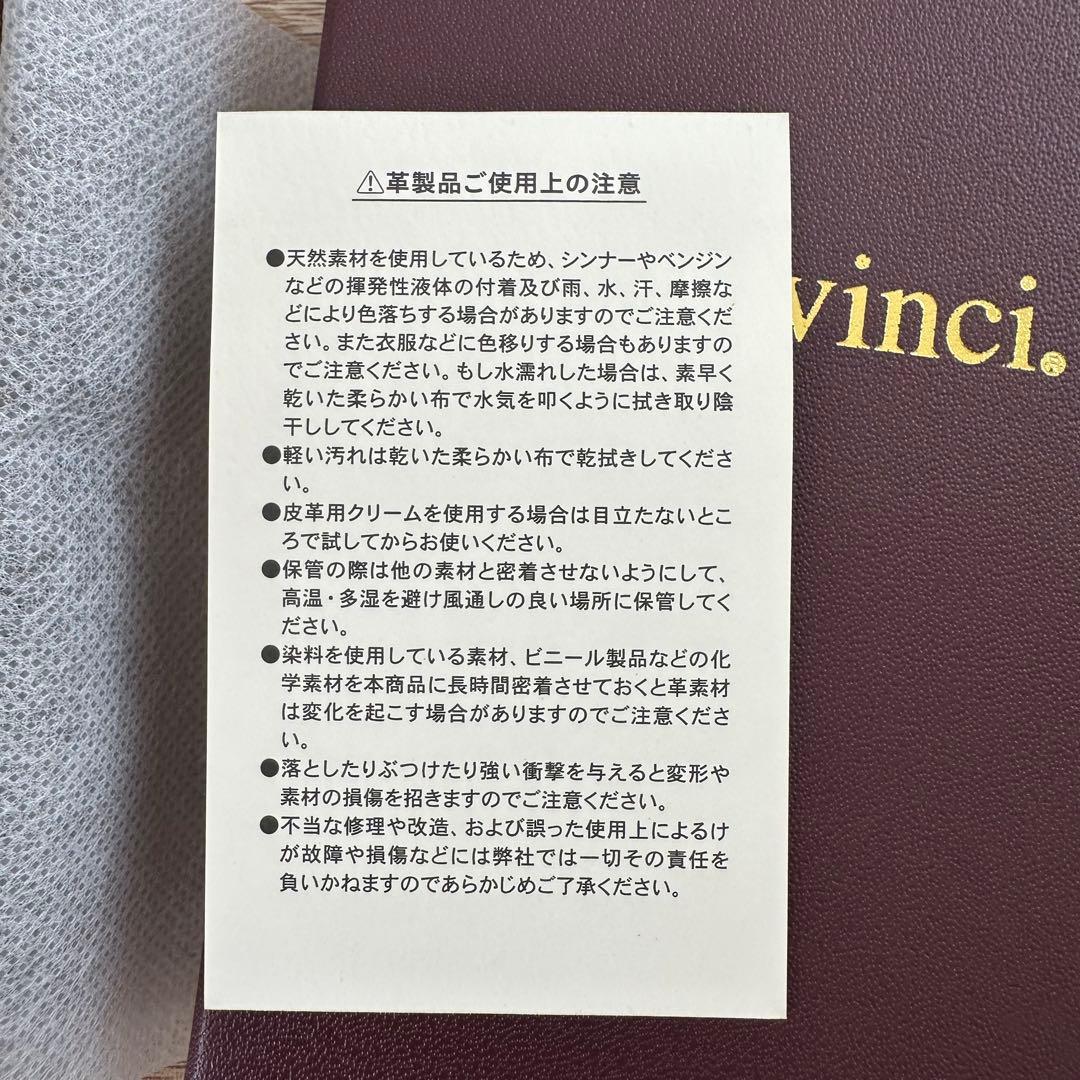 ⚠革製品ご使用上の注意
●天然素材を使用しているため、シンナーやベンジン
などの揮発性液体の付着及び雨、水、汗、摩擦な
どにより色落ちする場合がありますのでご注意くだ
さい。また衣服などに色移りする場合もありますの
でご注意ください。もし水濡れした場合は、素早く
乾いた柔らかい布で水気を叩くように拭き取り陰
干ししてください。
●軽い汚れは乾いた柔らかい布で乾拭きしてくださ
い。
●皮革用クリームを使用する場合は目立たないとこ
ろで試してからお使いください。
●保管の際は他の素材と密着させないようにして、
高温・多湿を避け風通しの良い場所に保管してく
ださい。
●染料を使用している素材、ビニール製品などの化
学素材を本商品に長時間密着させておくと革素材
は変化を起こす場合がありますのでご注意くださ
い。
●落としたりぶつけたり強い衝撃を与えると変形や
素材の損傷を招きますのでご注意ください。
●不当な修理や改造、および誤った使用上によるけ
が故障や損傷などには弊社では一切その責任を
負いかねますのであらかじめご了承ください。
vinci.®